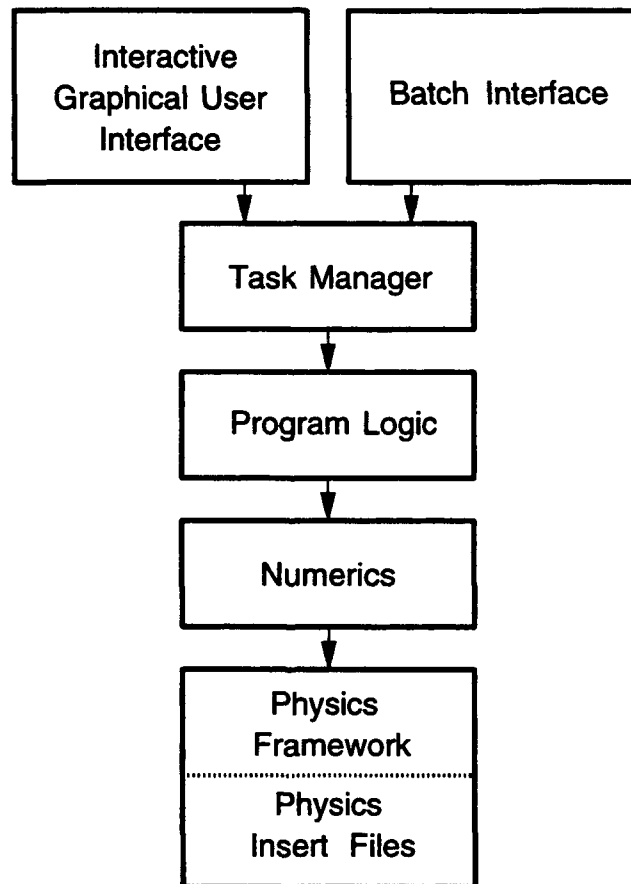 Interactive
Graphical User
Interface
Batch Interface
Task Manager
Program Logic
Numerics
Physics
Framework
Physics
Insert Files